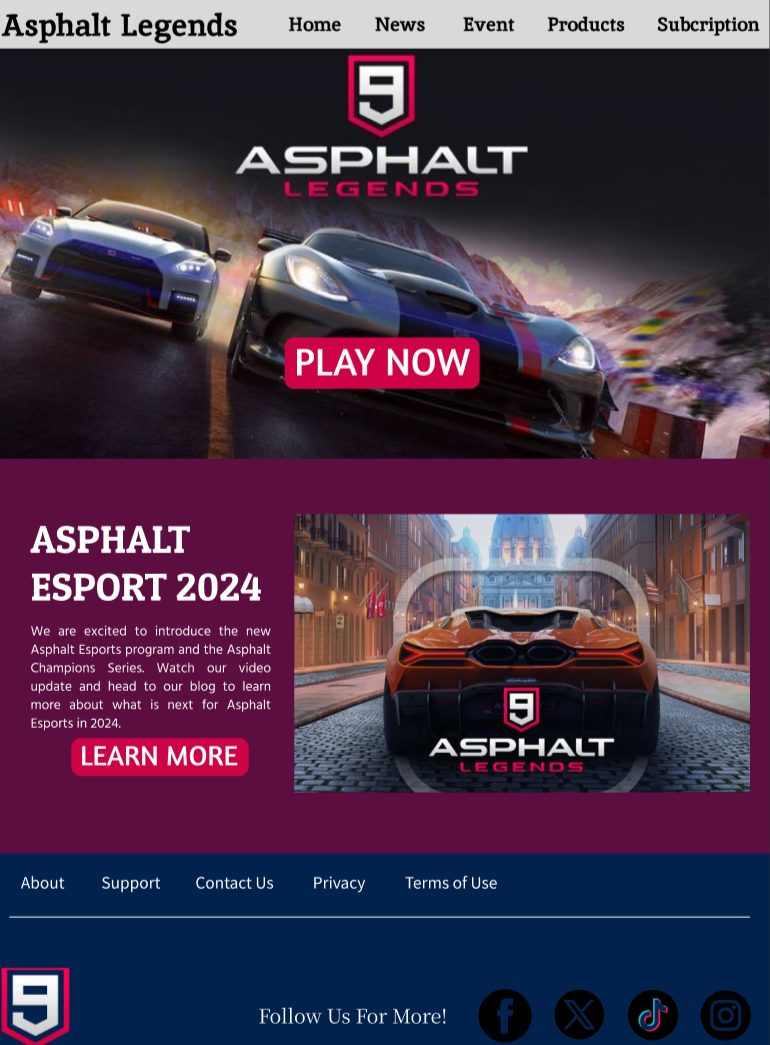 Asphalt Legends Home News Event Products Subcription
9
ASPHALT
LEGENDS
PLAY NOW
ASPHALT
ESPORT 2024
We are excited to introduce the new
Asphalt Esports program and the Asphalt
Champions Series. Watch our video
update and head to our blog to learn
more about what is next for Asphalt
Esports in 2024.
LEARN MORE
9
ASPHALT
LEGENDS
About Support Contact Us Privacy Terms of Use
9
Follow Us For More!